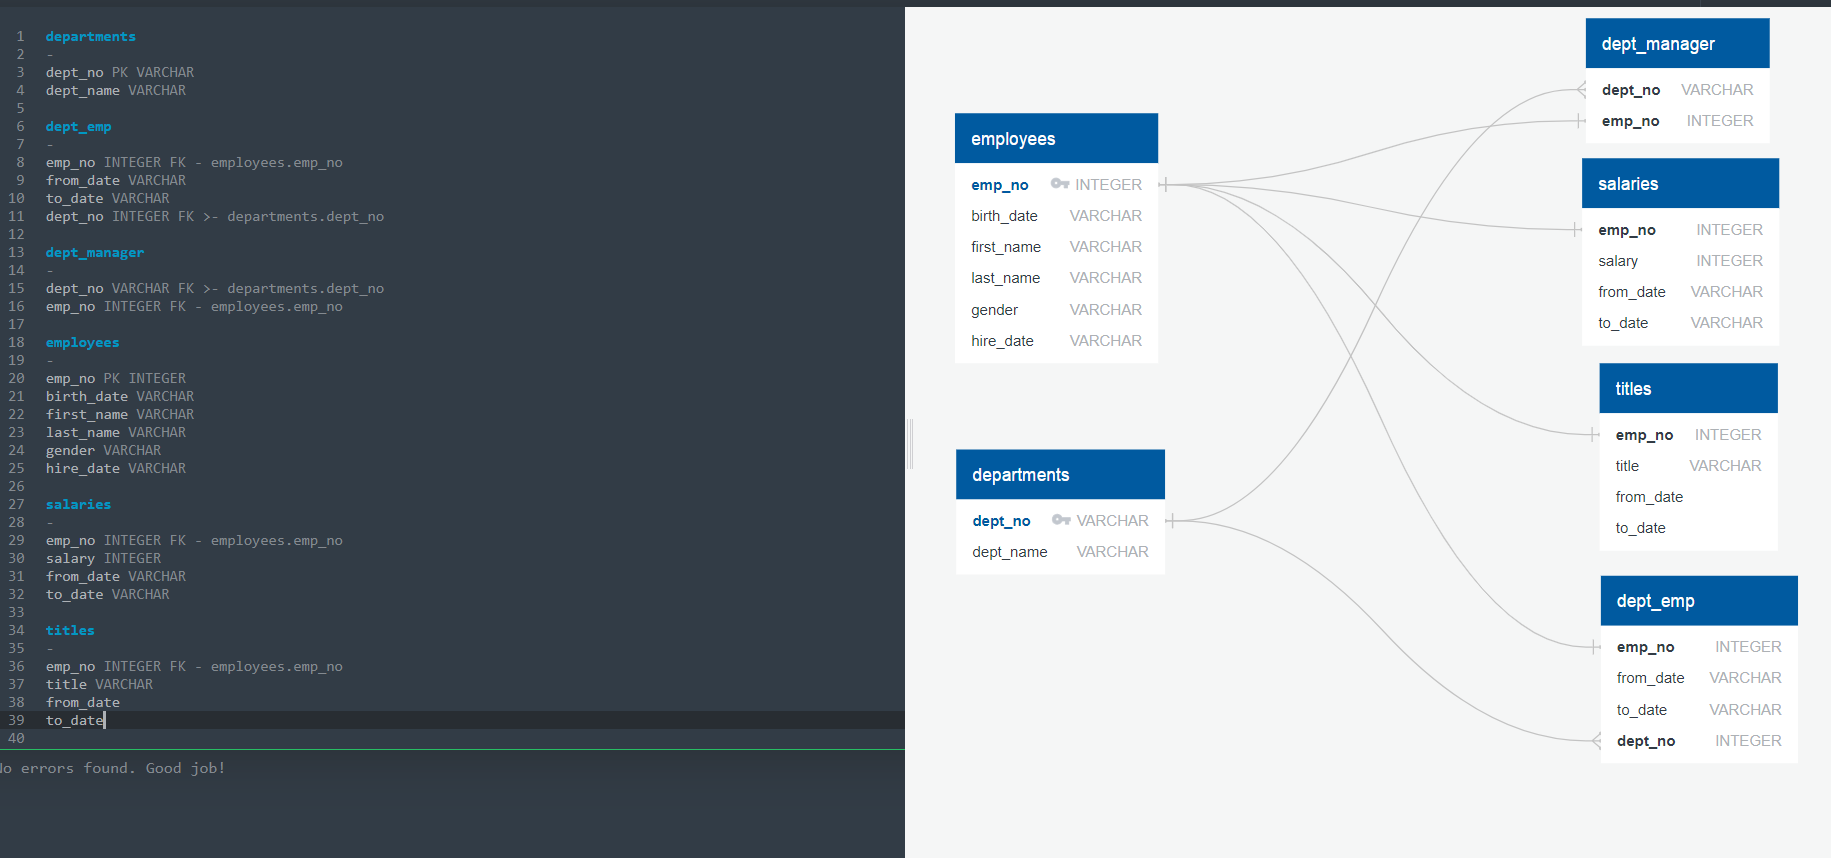 1 departments
2 -
3 dept_no PK VARCHAR
4 dept_name VARCHAR
5
6 dept_emp
7 -
8 emp_no INTEGER FK - employees.emp_no
9 from_date VARCHAR
10 to_date VARCHAR
11 dept_no INTEGER FK >- departments.dept_no
12
13 dept_manager
14 -
15 dept_no VARCHAR FK >- departments.dept_no
16 emp_no INTEGER FK - employees.emp_no
17
18 employees
19 -
20 emp_no PK INTEGER
21 birth_date VARCHAR
22 first_name VARCHAR
23 last_name VARCHAR
24 gender VARCHAR
25 hire_date VARCHAR
26
27 salaries
28 -
29 emp_no INTEGER FK - employees.emp_no
30 salary INTEGER
31 from_date VARCHAR
32 to_date VARCHAR
33
34 titles
35 -
36 emp_no INTEGER FK - employees.emp_no
37 title VARCHAR
38 from_date
39 to_date
40
No errors found. Good job!
employees
emp_no INTEGER
birth_date VARCHAR
first_name VARCHAR
last_name VARCHAR
gender VARCHAR
hire_date VARCHAR
departments
dept_no VARCHAR
dept_name VARCHAR
dept_manager
dept_no VARCHAR
emp_no INTEGER
salaries
emp_no INTEGER
salary INTEGER
from_date VARCHAR
to_date VARCHAR
titles
emp_no INTEGER
title VARCHAR
from_date
to_date
dept_emp
emp_no INTEGER
from_date VARCHAR
to_date VARCHAR
dept_no INTEGER